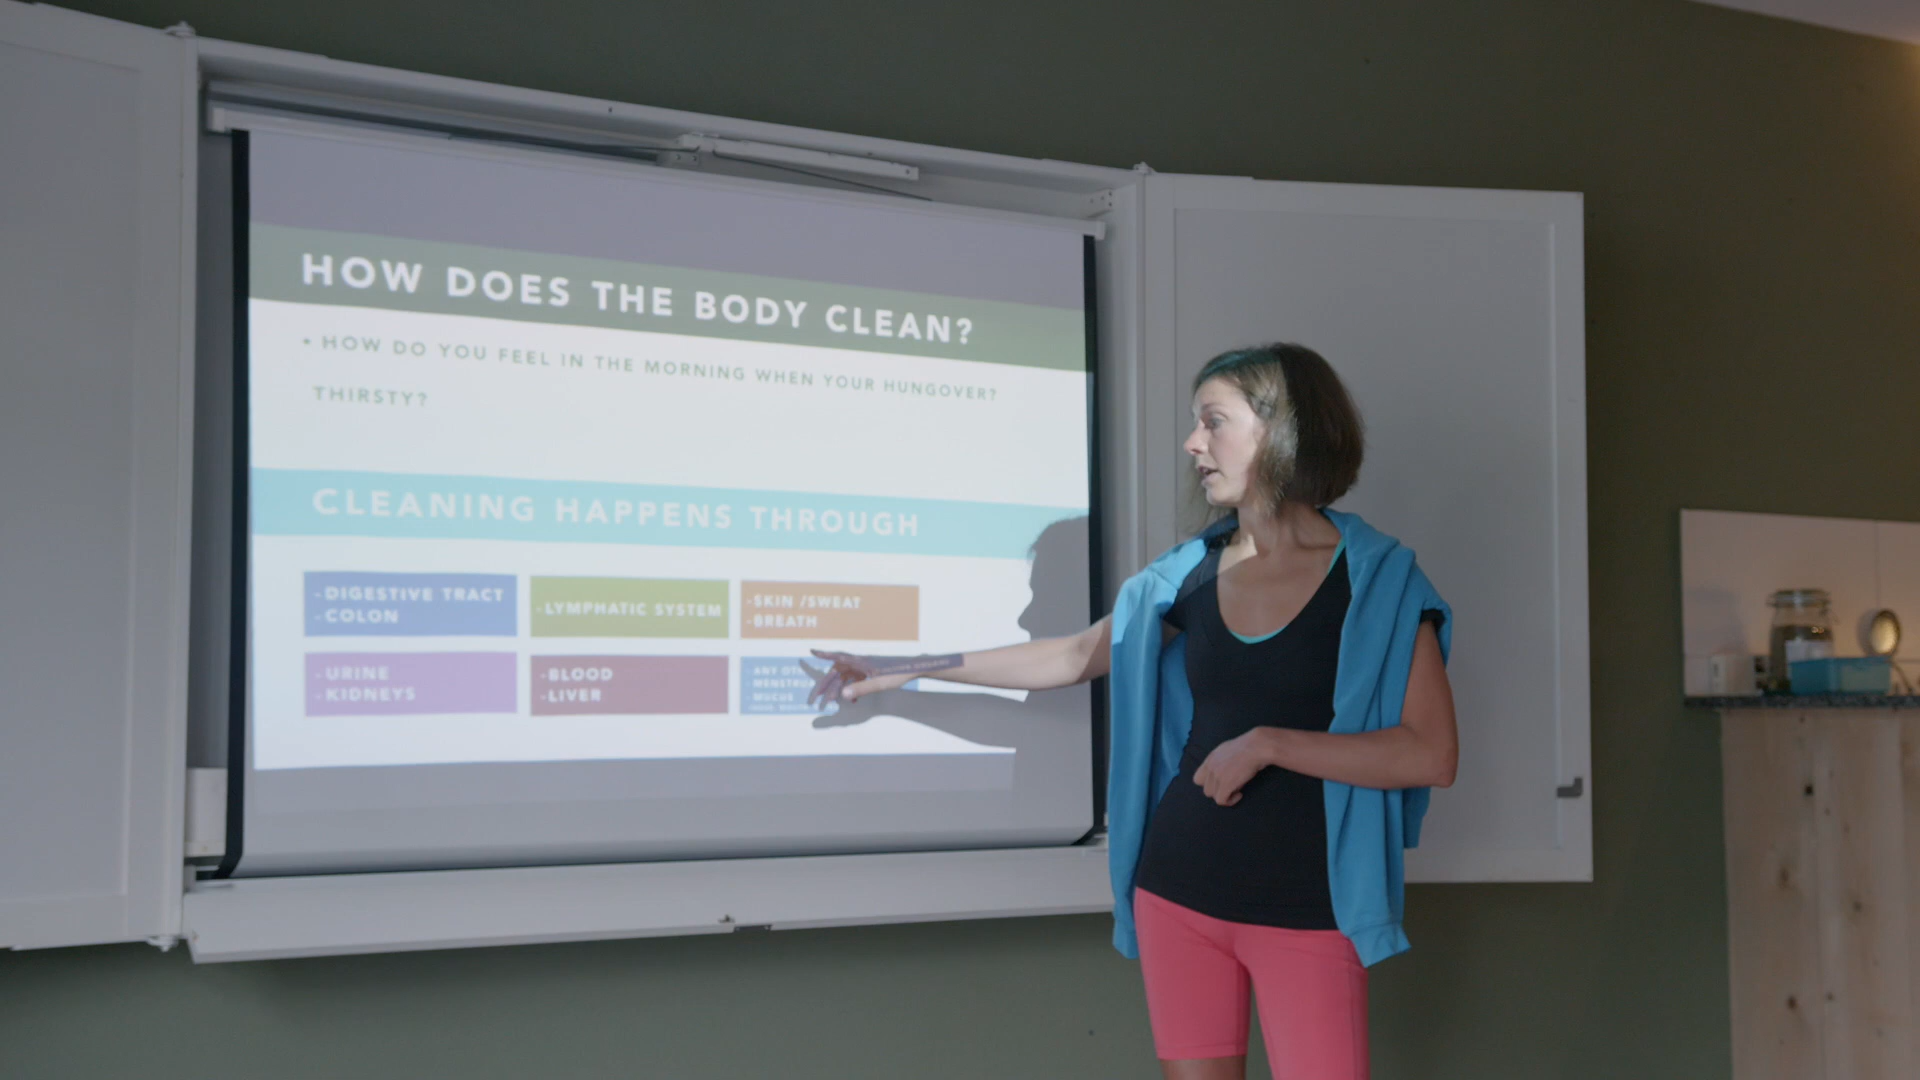 HOW DOES THE BODY CLEAN?
• HOW DO YOU FEEL IN THE MORNING WHEN YOUR HUNGOVER?
THIRSTY?
CLEANING HAPPENS THROUGH
-DIGESTIVE TRACT
-COLON
-LYMPHATIC SYSTEM
-SKIN /SWEAT
-BREATH
-URINE
-KIDNEYS
-BLOOD
-LIVER
- ANY
- MUCUS